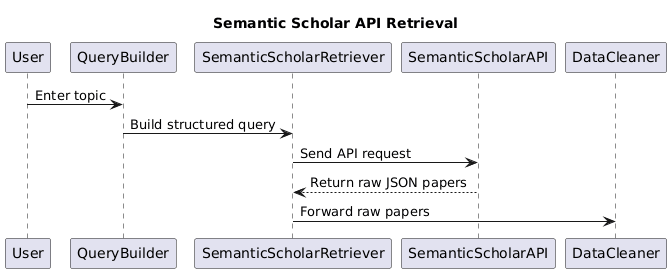 Semantic Scholar API Retrieval
User QueryBuilder SemanticScholarRetriever SemanticScholarAPI DataCleaner
Enter topic
Build structured query
Send API request
Return raw JSON papers
Forward raw papers
User QueryBuilder SemanticScholarRetriever SemanticScholarAPI DataCleaner